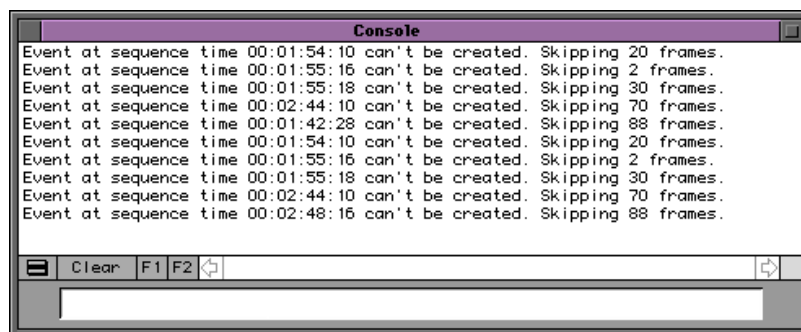 Console
Event at sequence time 00:01:54:10 can't be created. Skipping 20 frames.
Event at sequence time 00:01:55:16 can't be created. Skipping 2 frames.
Event at sequence time 00:01:55:18 can't be created. Skipping 30 frames.
Event at sequence time 00:02:44:10 can't be created. Skipping 70 frames.
Event at sequence time 00:01:42:28 can't be created. Skipping 88 frames.
Event at sequence time 00:01:54:10 can't be created. Skipping 20 frames.
Event at sequence time 00:01:55:16 can't be created. Skipping 2 frames.
Event at sequence time 00:01:55:18 can't be created. Skipping 30 frames.
Event at sequence time 00:02:44:10 can't be created. Skipping 70 frames.
Event at sequence time 00:02:48:16 can't be created. Skipping 88 frames.
Clear F1 F2